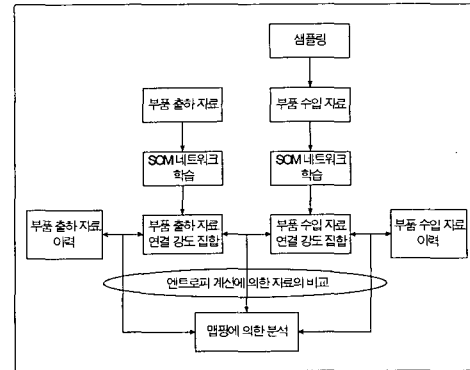 샘플링
부품 출하 자료
부품 수입 자료
SOM 네트워크
학습
SOM 네트워크
학습
부품 출하 자료
이력
부품 출하 자료
연결 강도 집합
부품 수입 자료
연결 강도 집합
부품 수입 자료
이력
엔트로피 계산에 의한 자료의 비교
맵핑에 의한 분석